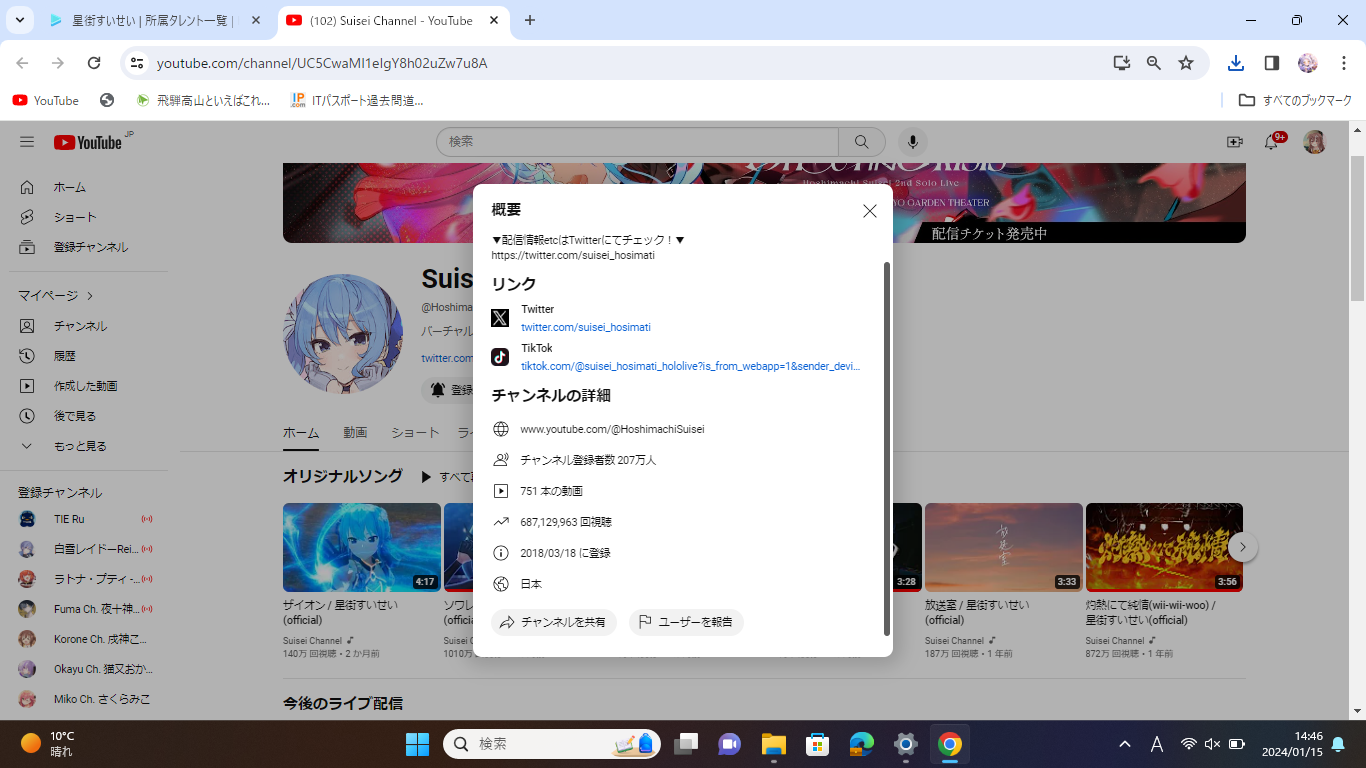 星街すいせい | 所属タレント一覧 |
(102) Suisei Channel - YouTube
youtube.com/channel/UC5CwaMl1eIgY8h02uZw7u8A
YouTube
飛騨高山といえばこれ...
ITパスポート過去問道...
すべてのブックマーク
YouTube JP
検索
9+
Hoshimachi Suisei 2nd Solo Live
YO GARDEN THEATER
配信チケット発売中
ホーム
ショート
登録チャンネル
マイページ
チャンネル
履歴
作成した動画
後で見る
もっと見る
登録チャンネル
TIE Ru
白雪レイドーRei...
ラトナ・プティ -...
Fuma Ch. 夜十神...
Korone Ch. 戌神こ...
Okayu Ch. 猫又おか...
Miko Ch. さくらみこ
Suis
@Hoshima
バーチャル
twitter.com
登録
ホーム
動画
ショート
ライ
オリジナルソング
すべて再
概要
▼配信情報etcはTwitterにてチェック！▼
https://twitter.com/suisei_hosimati
リンク
Twitter
twitter.com/suisei_hosimati
TikTok
tiktok.com/@suisei_hosimati_hololive?is_from_webapp=1&sender_devi...
チャンネルの詳細
www.youtube.com/@HoshimachiSuisei
チャンネル登録者数 207万人
751 本の動画
687,129,963 回視聴
2018/03/18 に登録
日本
チャンネルを共有
ユーザーを報告
4:17
ザイオン / 星街すいせい
(official)
Suisei Channel
140万 回視聴・2 か月前
ソワレ
(officia
Suisei C
1010万
3:28
放送室
3:33
放送室 / 星街すいせい
(official)
Suisei Channel
187万 回視聴・1 年前
灼熱にて純情
3:56
灼熱にて純情(wii-wii-woo) /
星街すいせい(official)
Suisei Channel
872万 回視聴・1 年前
今後のライブ配信
10°C
晴れ
検索
A
14:46
2024/01/15